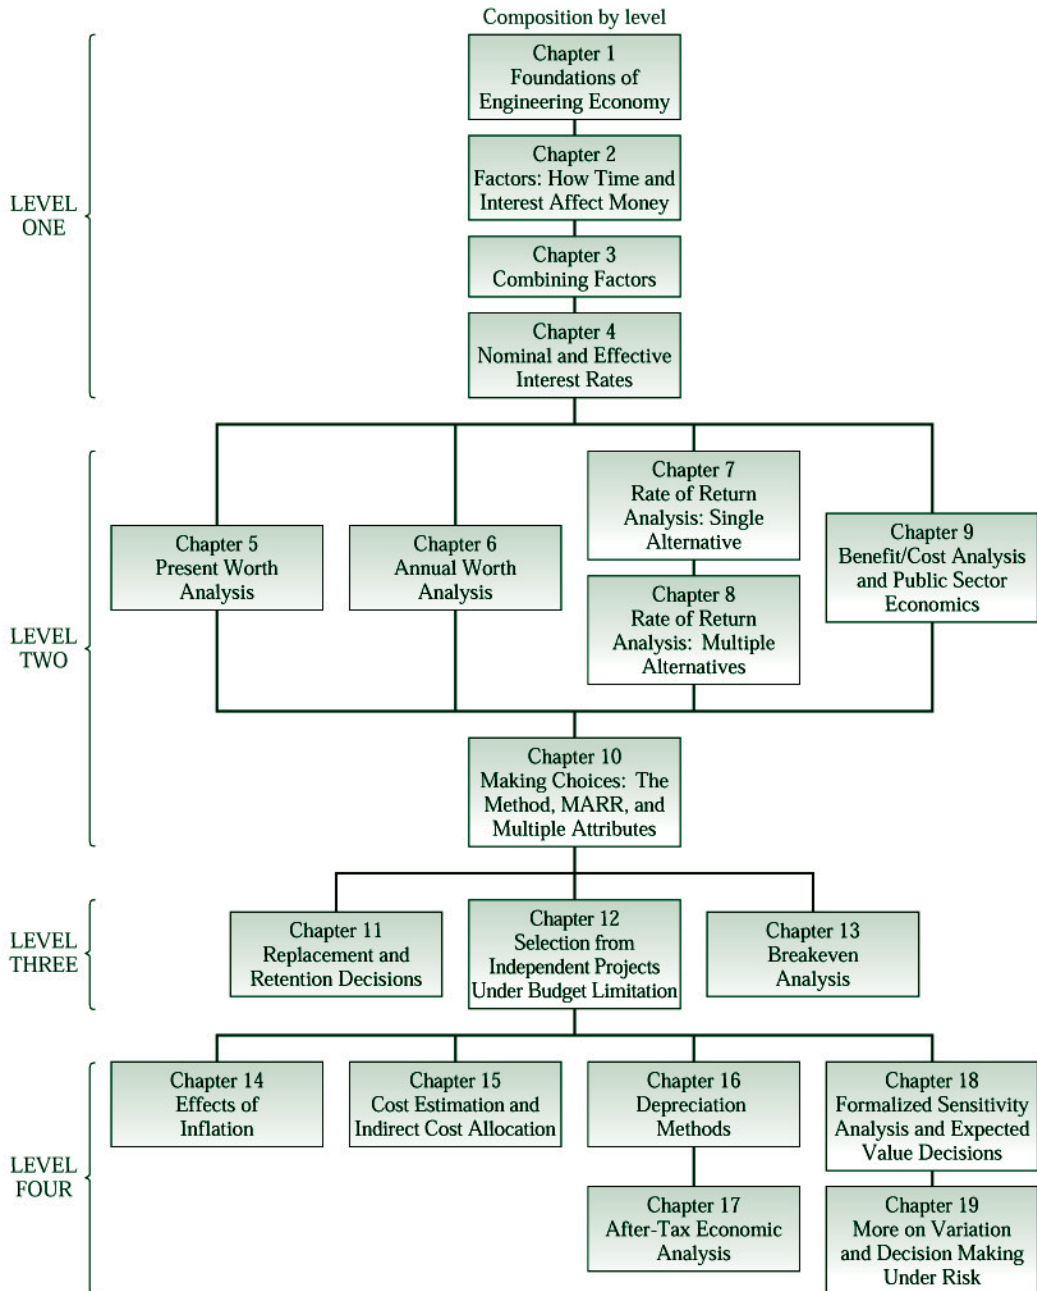 Composition by level
LEVEL
ONE
Chapter 1
Foundations of
Engineering Economy
Chapter 2
Factors: How Time and
Interest Affect Money
Chapter 3
Combining Factors
Chapter 4
Nominal and Effective
Interest Rates
LEVEL
TWO
Chapter 5
Present Worth
Analysis
Chapter 6
Annual Worth
Analysis
Chapter 7
Rate of Return
Analysis: Single
Alternative
Chapter 8
Rate of Return
Analysis: Multiple
Alternatives
Chapter 9
Benefit/Cost Analysis
and Public Sector
Economics
Chapter 10
Making Choices: The
Method, MARR, and
Multiple Attributes
LEVEL
THREE
Chapter 11
Replacement and
Retention Decisions
Chapter 12
Selection from
Independent Projects
Under Budget Limitation
Chapter 13
Breakeven
Analysis
LEVEL
FOUR
Chapter 14
Effects of
Inflation
Chapter 15
Cost Estimation and
Indirect Cost Allocation
Chapter 16
Depreciation
Methods
Chapter 17
After-Tax Economic
Analysis
Chapter 18
Formalized Sensitivity
Analysis and Expected
Value Decisions
Chapter 19
More on Variation
and Decision Making
Under Risk